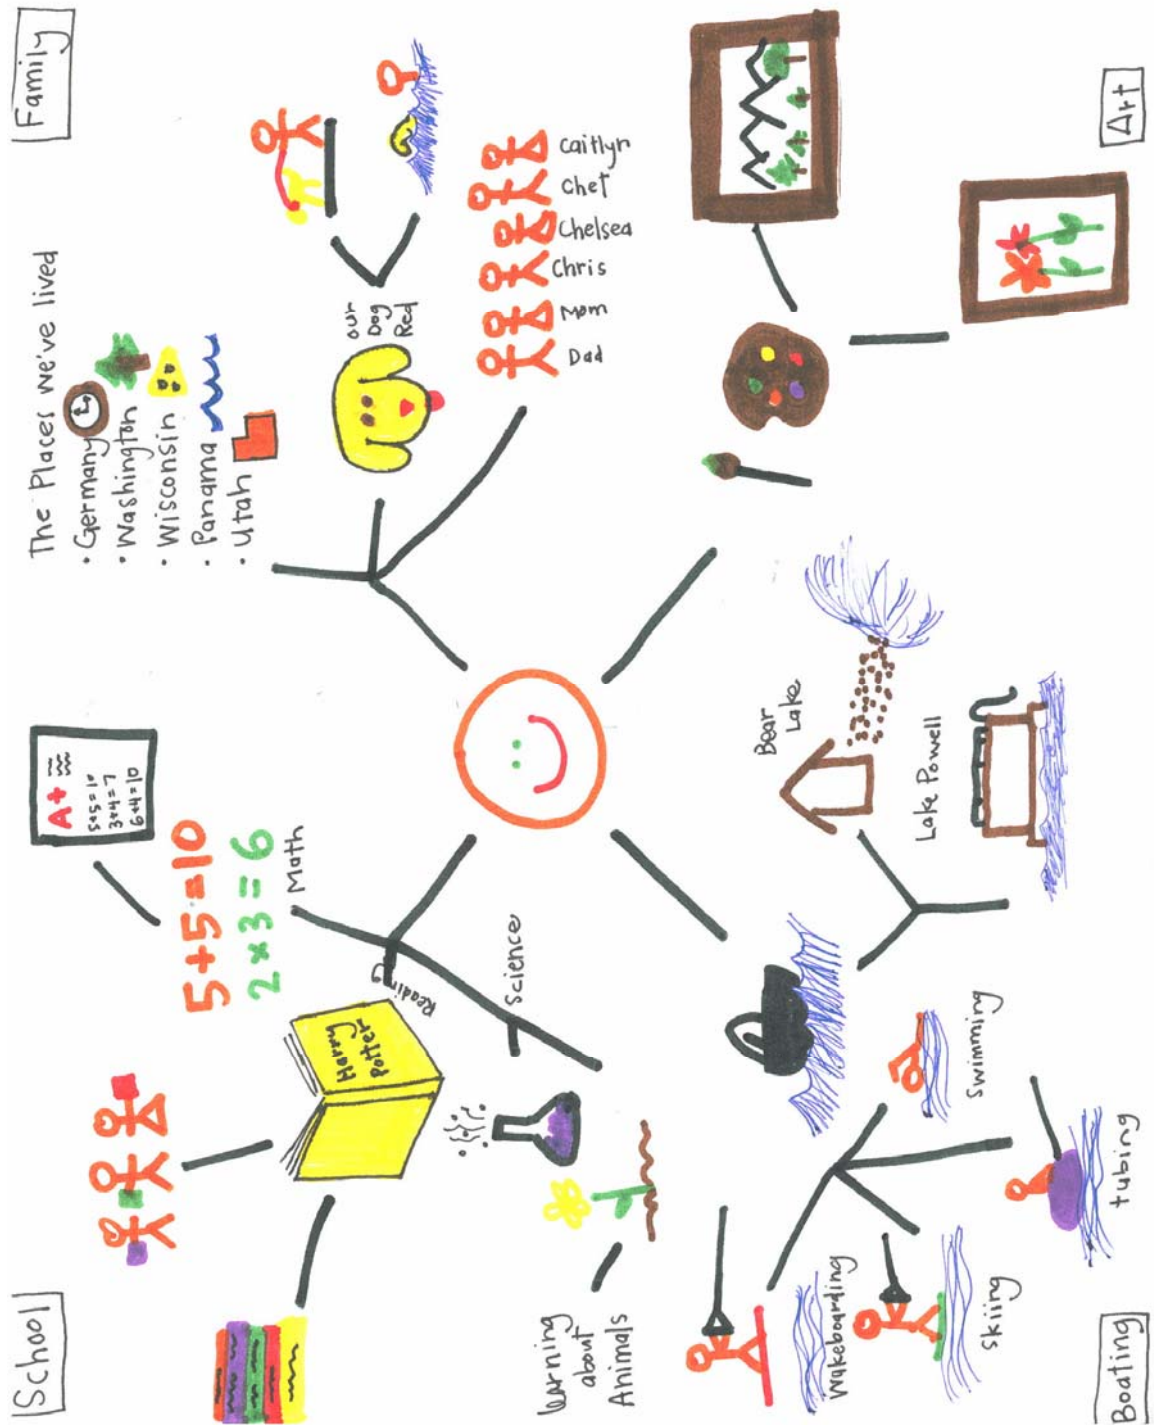 School
A+
5+5=10
3+4=7
6+4=10
5+5=10
2×3=6
Math
Harry
Potter
Reading
Science
learning
about
Animals
Family
The Places we've lived
• Germany
• Washington
• Wisconsin
• Panama
• Utah
our
Dog
Red
Dad
Mom
Chris
Chelsea
Chet
Caitlyn
Bear
Lake
Lake Powell
Wakeboarding
Skiing
tubing
Swimming
Boating
Art